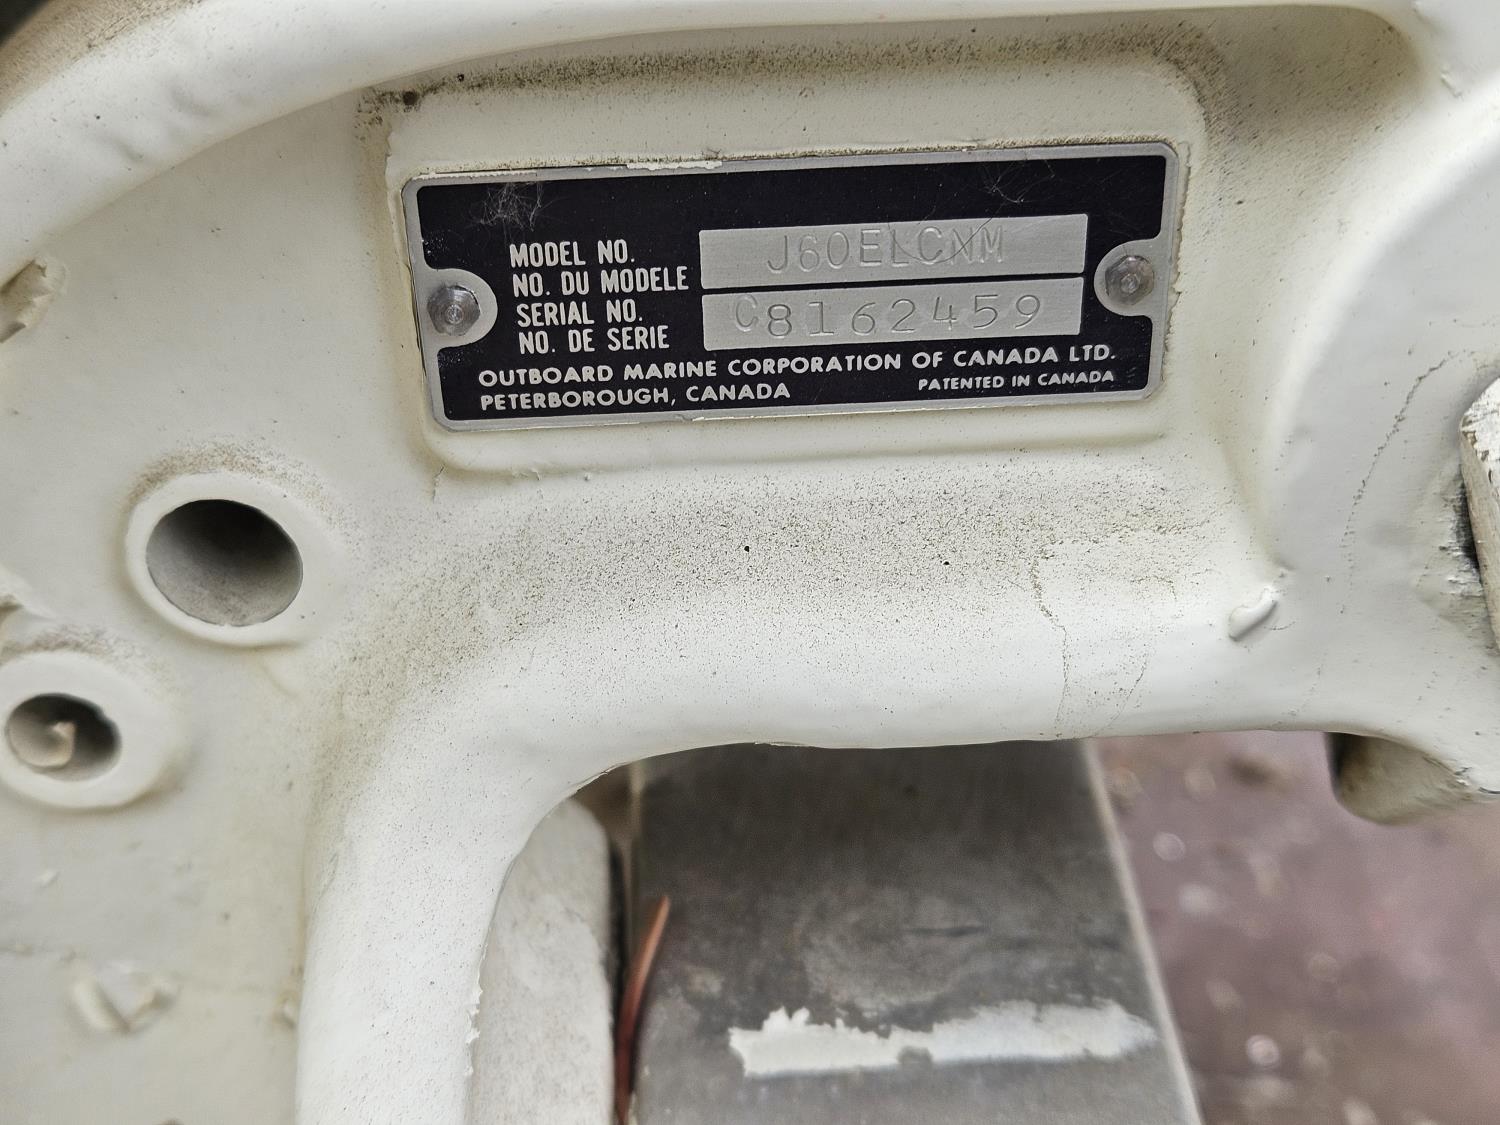 MODEL NO. J60ELCNM
NO. DU MODELE
SERIAL NO. C8162459
NO. DE SERIE
OUTBOARD MARINE CORPORATION OF CANADA LTD.
PETERBOROUGH, CANADA PATENTED IN CANADA